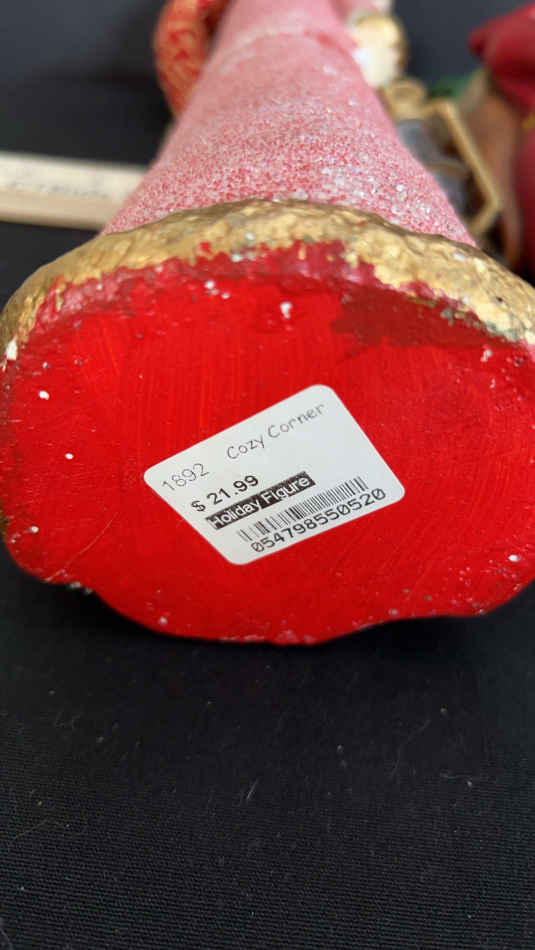 1892 Cozy Corner
$ 21.99
Holiday Figure
054798550520